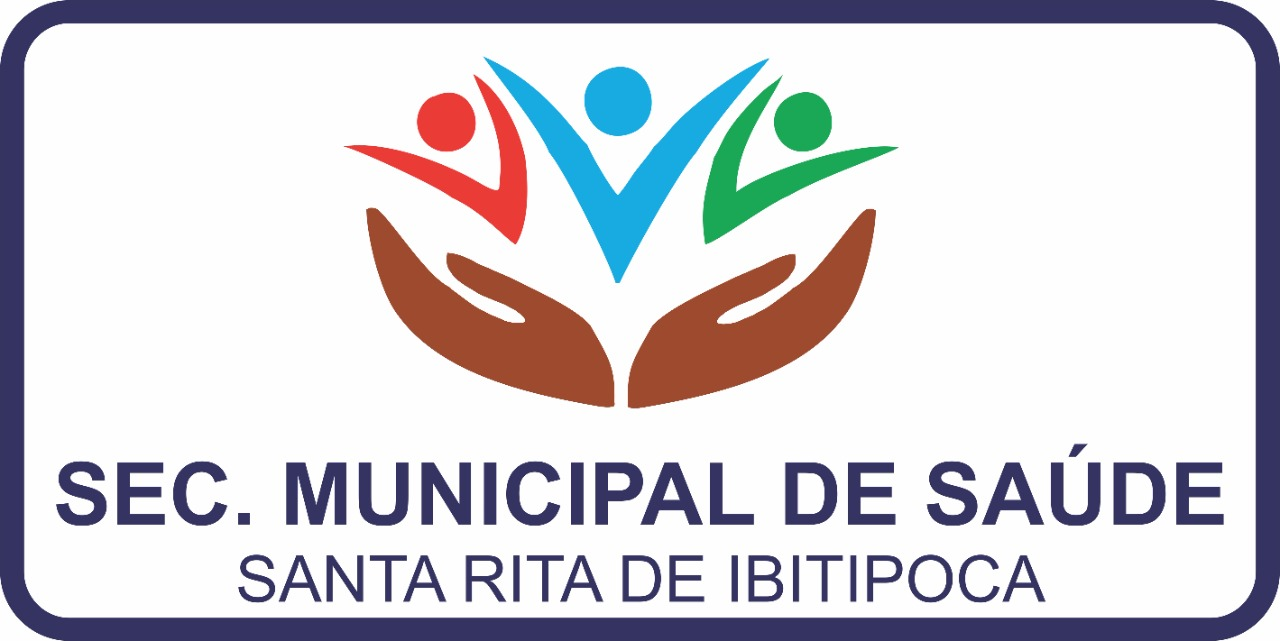 SEC. MUNICIPAL DE SAÚDE
SANTA RITA DE IBITIPOCA